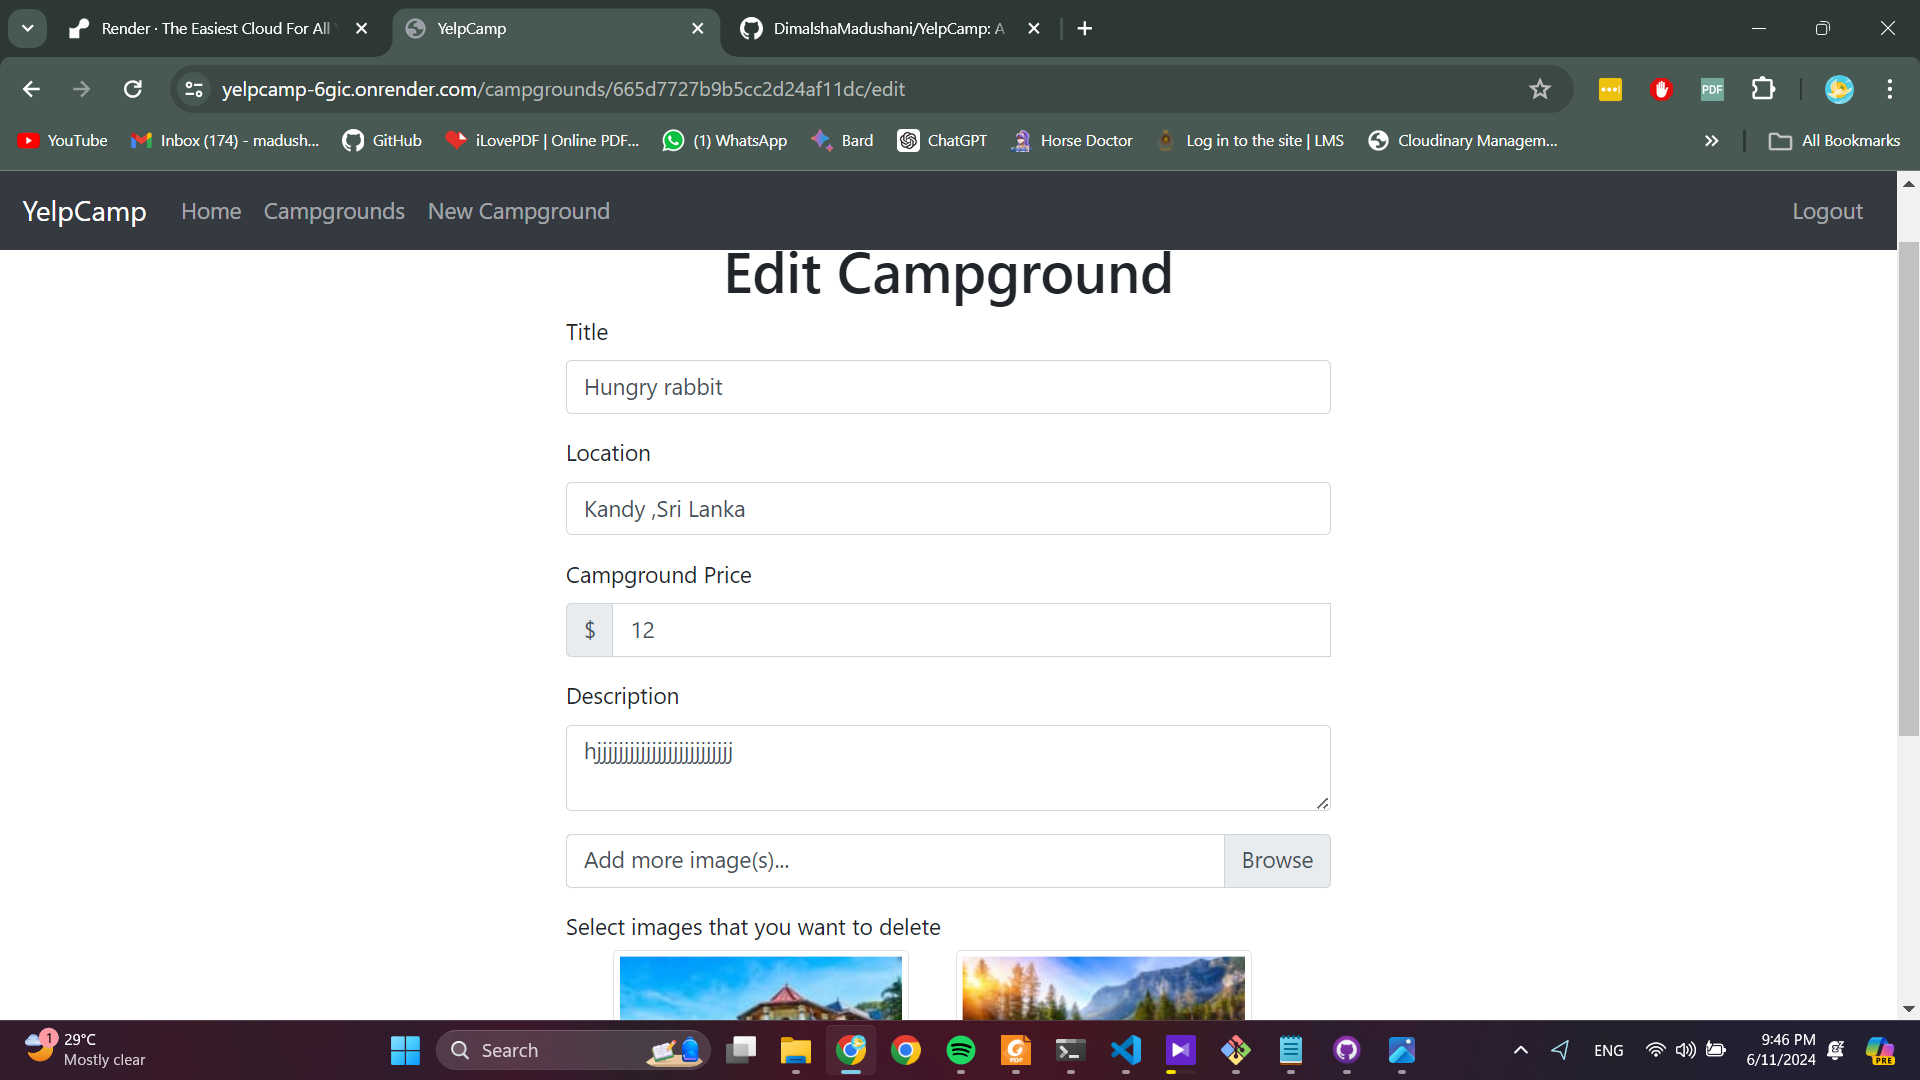 Render · The Easiest Cloud For All
YelpCamp
DimalshaMadushani/YelpCamp: A
yelpcamp-6gic.onrender.com/campgrounds/665d7727b9b5cc2d24af11dc/edit
PDF
YouTube
Inbox (174) - madush...
GitHub
iLovePDF | Online PDF...
(1) WhatsApp
Bard
ChatGPT
Horse Doctor
Log in to the site | LMS
Cloudinary Managem...
All Bookmarks
YelpCamp
Home
Campgrounds
New Campground
Logout
Edit Campground
Title
Hungry rabbit
Location
Kandy ,Sri Lanka
Campground Price
$
12
Description
Add more image(s)...
Browse
Select images that you want to delete
1
29°C
Mostly clear
Search
PDF
ENG
9:46 PM
6/11/2024
PRE